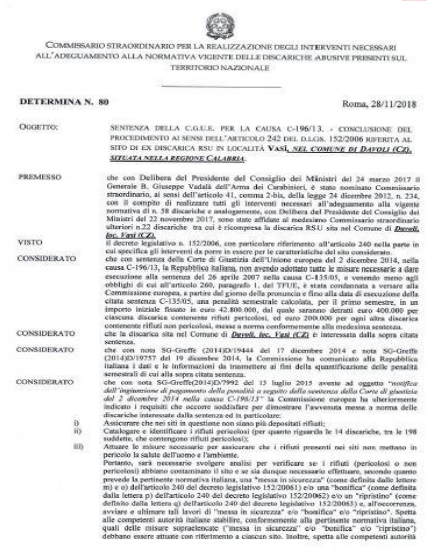 COMMISSARIO STRAORDINARIO PER LA REALIZZAZIONE DEGLI INTERVENTI NECESSARI
ALL'ADEGUAMENTO ALLA NORMATIVA VIGENTE DELLE DISCARICHE ABUSIVE PRESENTI SUL
TERRITORIO NAZIONALE
DETERMINA N. 80
Roma, 28/11/2018
OGGETTO: SENTENZA DELLA C.G.U.E. PER LA CAUSA C-196/13. - CONCLUSIONE DEL
PROCEDIMENTO AI SENSI DELL'ARTICOLO 242 DEL D.LGS. 152/2006 RIFERITA AL
SITO DI EX DISCARICA RSU IN LOCALITÀ VASÌ, NEL COMUNE DI DAVOLI (CZ),
SITUATA NELLA REGIONE CALABRIA.
PREMESSO che con Delibera del Presidente del Consiglio dei Ministri del 24 marzo 2017 il
Generale B. Giuseppe Vadalà dell'Arma dei Carabinieri, è stato nominato Commissario
straordinario, ai sensi dell'art. 41, comma 2-bis, della legge 24 dicembre 2012, n. 234,
con il compito di realizzare tutti gli interventi necessari all'adeguamento alla vigente
normativa di n. 58 discariche e analogamente, con Delibera del Presidente del Consiglio dei
Ministri del 22 novembre 2017, sono state affidate al medesimo Commissario straordinario
ulteriori n.22 discariche tra cui è ricompresa la discarica RSU sita nel Comune di Davoli,
loc. Vasì (CZ).
VISTO il decreto legislativo n. 152/2006, con particolare riferimento all'articolo 240 nella parte in
cui specifica gli interventi da porre in essere per le caratteristiche del sito considerato.
CONSIDERATO che con sentenza della Corte di Giustizia dell'Unione europea del 2 dicembre 2014, nella
causa C-196/13, la Repubblica italiana, non avendo adottato tutte le misure necessarie a dare
esecuzione alla sentenza del 26 aprile 2007 nella causa C-135/05, e venendo meno agli
obblighi di cui all'articolo 260, paragrafo 1, del TFUE, è stata condannata a versare alla
Commissione europea, a partire del giorno della pronuncia e fino alla data di esecuzione della
citata sentenza C-135/05, una penalità semestrale calcolata, per il primo semestre, in un
importo iniziale fissato in euro 42.800.000, dal quale saranno detratti euro 400.000 per
ciascuna discarica contenente rifiuti pericolosi, ed euro 200.000 per ogni altra discarica
contenente rifiuti non pericolosi, messa a norma conformemente alla medesima sentenza.
CONSIDERATO che la discarica sita nel Comune di Davoli, loc. Vasì (CZ) è interessata dalla sopra citata
sentenza.
CONSIDERATO che con note SG-Greffe (2014)D/19444 del 17 dicembre 2014 e nota SG-Greffe
(2014)D/19757 del 19 dicembre 2014, la Commissione ha comunicato alla Repubblica
italiana i dati e le informazioni da trasmettere ai fini della quantificazione delle penalità
semestrali di cui alla sopra citata sentenza.
CONSIDERATO che con nota SG-Greffe(2014)D/7992 del 13 luglio 2015 avente ad oggetto "notifica
dell'ingiunzione di pagamento della penalità a seguito della sentenza della Corte di giustizia
del 2 dicembre 2014 nella causa C-196/13" la Commissione europea ha ulteriormente
indicato i requisiti che occorre soddisfare per dimostrare l'avvenuta messa a norma delle
discariche interessate dalla sentenza ed in particolare:
i) Assicurare che nei siti in questione non siano più depositati rifiuti;
ii) Catalogare e identificare i rifiuti pericolosi (per quanto riguarda le 14 discariche, tra le 198
suddette, che contengono rifiuti pericolosi);
iii) Attuare le misure necessarie per assicurare che i rifiuti presenti nei siti non mettano in
pericolo la salute dell'uomo e l'ambiente.
Pertanto, sarà necessario svolgere analisi per verificare se i rifiuti (pericolosi o non
pericolosi) abbiano contaminato il sito e se sia dunque necessario effettuare, secondo quanto
prevede la pertinente normativa italiana, una "messa in sicurezza" (come definita dalle lettere
m) e o) dell'articolo 240 del decreto legislativo 152/20061) e/o una "bonifica" (come definita
dalla lettera p) dell'articolo 240 del decreto legislativo 152/20062) e/o un "ripristino" (come
definito dalla lettera q) dell'articolo 240 del decreto legislativo 152/20063) e, all'occorrenza,
avviare e ultimare tali lavori di "messa in sicurezza" e/o "bonifica" e/o "ripristino". Spetta
alle competenti autorità italiane stabilire, conformemente alla pertinente normativa italiana,
quali delle misure sopraelencate ("messa in sicurezza" e/o "bonifica" e/o "ripristino")
debbano essere attuate con riferimento a ciascun sito. Inoltre, spetta alle competenti autorità